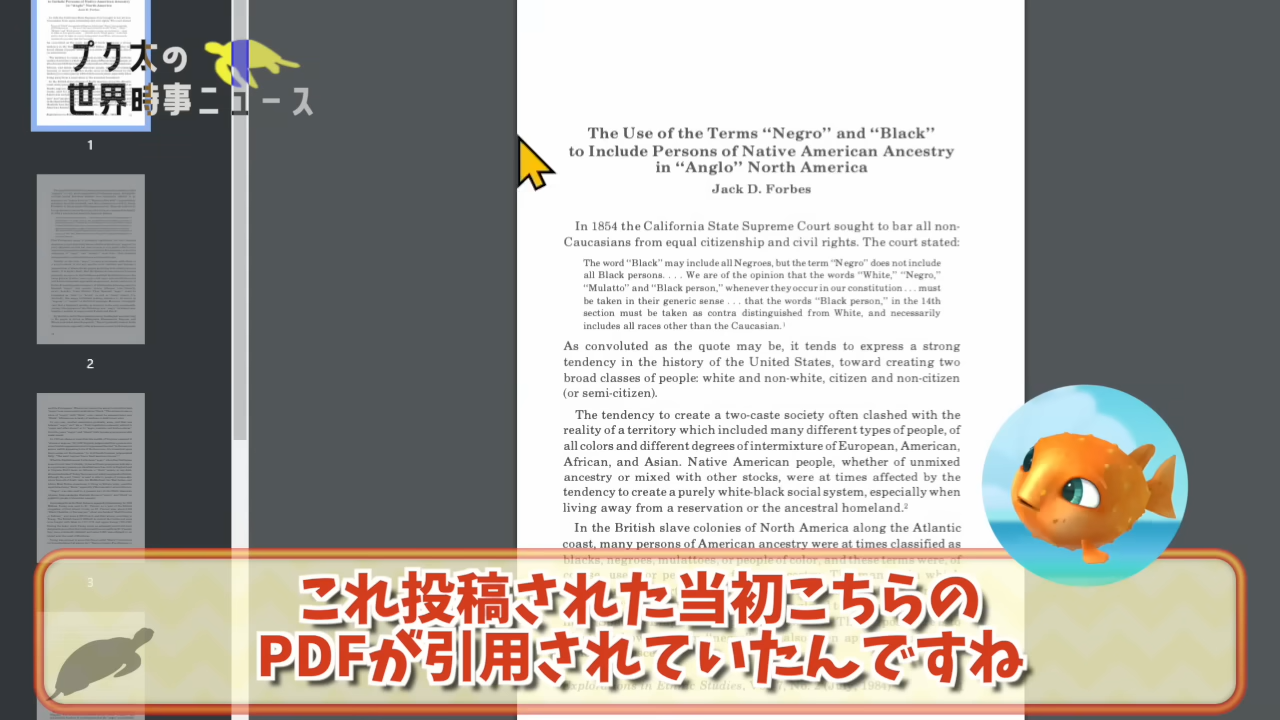 プク太の
世界時事ニュース
1
2
3
The Use of the Terms “Negro” and “Black”
to Include Persons of Native American Ancestry
in “Anglo” North America
Jack D. Forbes
In 1854 the California State Supreme Court sought to bar all non-
Caucasians from equal citizenship and civil rights. The court stated:
The word “Black” may include all Negroes, but the term “Negro” does not include
all Black persons. . . . We are of the opinion that the words “White,” “Negro,”
“Mulatto” and “Black person,” whenever they occur in our constitution . . . must
be taken in their generic sense . . . that the words “Black person,” in the 14th
section must be taken as contra distinguished from White, and necessarily
includes all races other than the Caucasian.¹
As convoluted as the quote may be, it tends to express a strong
tendency in the history of the United States, toward creating two
broad classes of people: white and non-white, citizen and non-citizen
(or semi-citizen).
The tendency to create a two-caste society often clashed with the
reality of a territory which included many different types of people, of
all colors and different degrees of intermixture of European, American,
African, and Asian. Native American people, whether of unmixed
ancestry or mixed with other stocks, were at times affected by the
tendency to create a purely white-black social system, especially when
living away from a reservation or the ancestral homeland.²
In the British slave colonies of North America along the Atlantic
coast, many persons of American ancestry were at times classified as
blacks, negroes, mulattoes, or people of color, and these terms were, of
これ投稿された当初こちらの
PDFが引用されていたんですね